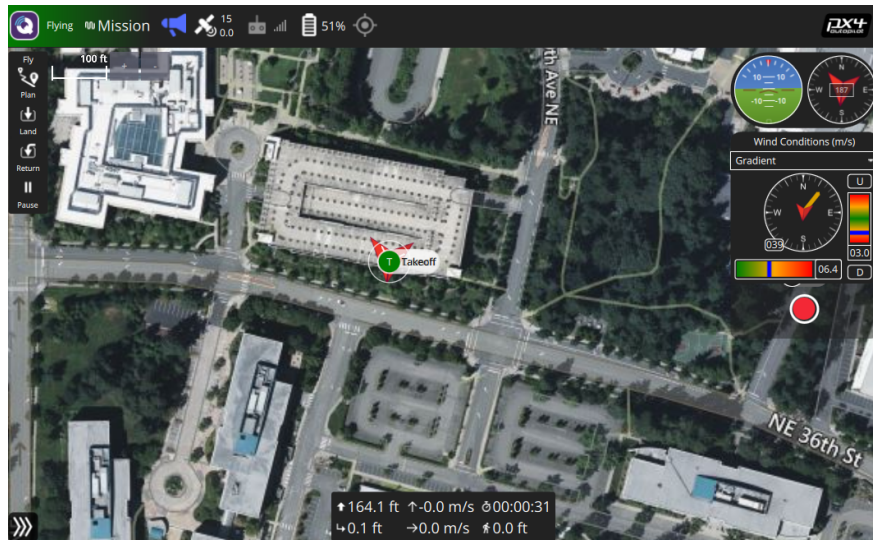 Flying Mission 15 0.0 51% PX4 autopilot
Fly
Plan
Land
Return
Pause
100 ft
th Ave NE
10 10
-10 -10
N W E S 187
Wind Conditions (m/s)
Gradient
N W E S 039
U
03.0
D
06.4
T Takeoff
NE 36th St
164.1 ft -0.0 m/s 00:00:31
0.1 ft 0.0 m/s 0.0 ft